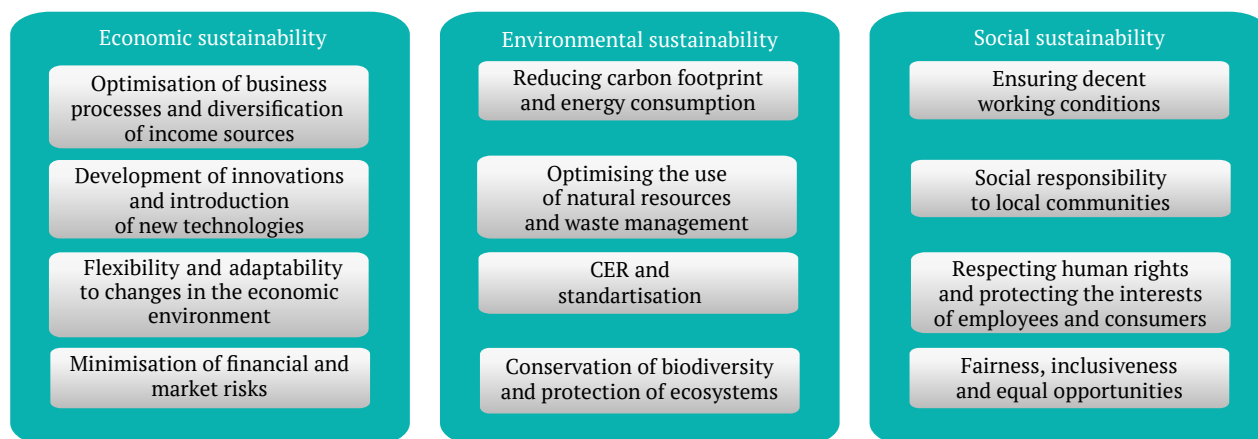 Economic sustainability
Optimisation of business
processes and diversification
of income sources
Development of innovations
and introduction
of new technologies
Flexibility and adaptability
to changes in the economic
environment
Minimisation of financial and
market risks
Environmental sustainability
Reducing carbon footprint
and energy consumption
Optimising the use
of natural resources
and waste management
CER and
standartisation
Conservation of biodiversity
and protection of ecosystems
Social sustainability
Ensuring decent
working conditions
Social responsibility
to local communities
Respecting human rights
and protecting the interests
of employees and consumers
Fairness, inclusiveness
and equal opportunities